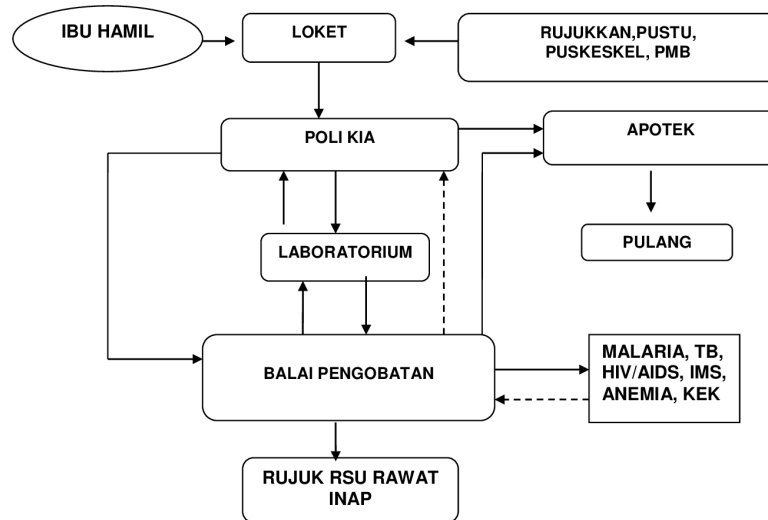 IBU HAMIL
LOKET
RUJUKKAN,PUSTU,
PUSKESKEL, PMB
POLI KIA
APOTEK
LABORATORIUM
PULANG
BALAI PENGOBATAN
MALARIA, TB,
HIV/AIDS, IMS,
ANEMIA, KEK
RUJUK RSU RAWAT
INAP